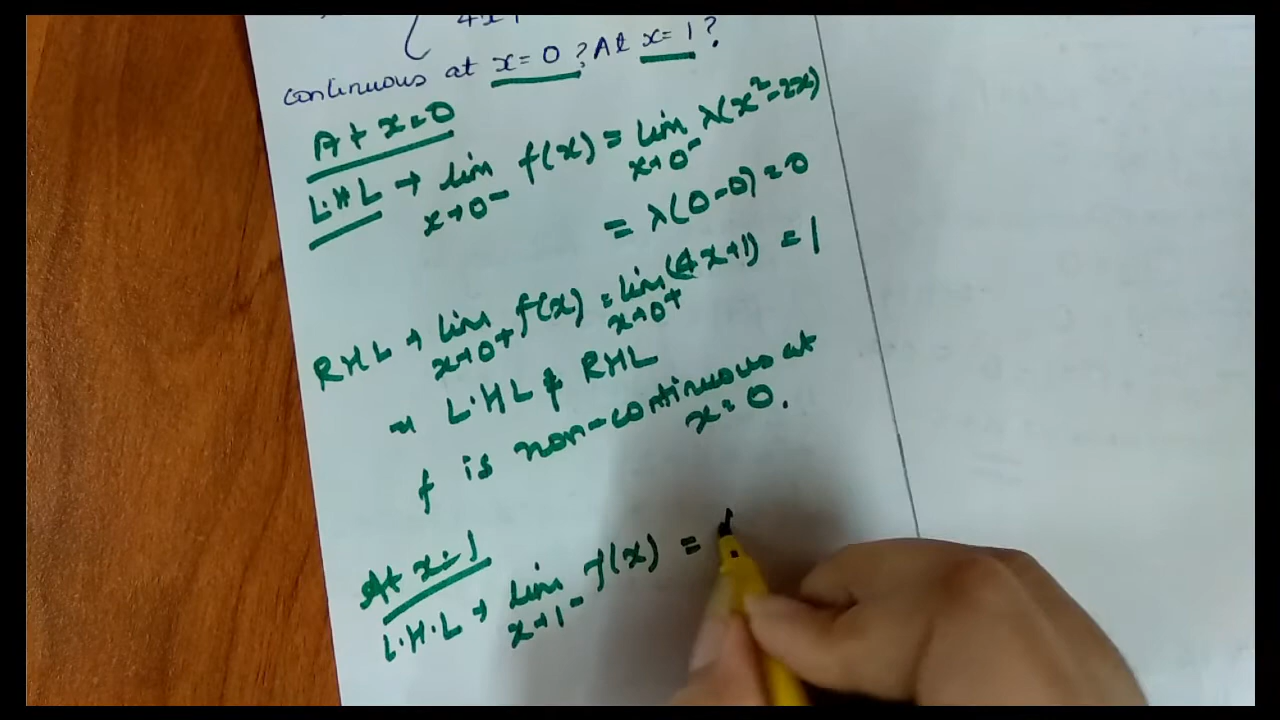 continuous at x=0? At x=1?
At x=0
L.H.L → lim x→0⁻ f(x) = lim x→0⁻ λ(x²-2x)
= λ(0-0) = 0
RHL → lim x→0⁺ f(x) = lim x→0⁺ (4x+1) = 1
⇒ L.HL ≠ RHL
f is non-continuous at
x=0.
At x=1
L.H.L → lim x→1⁻ f(x) =